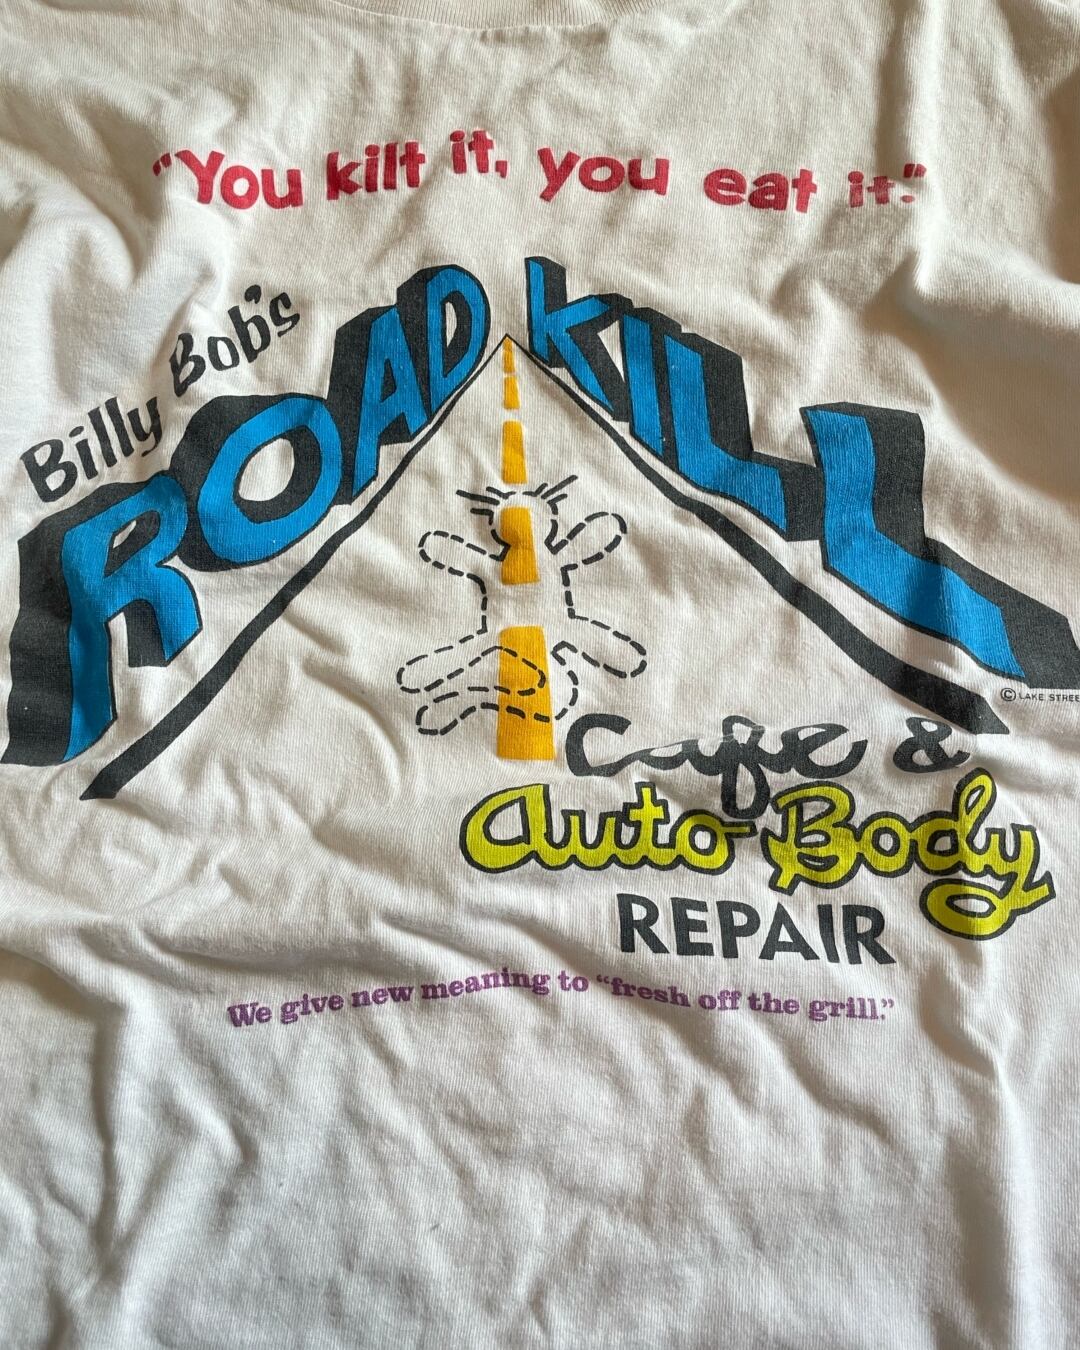 "You kilt it, you eat it."
Billy Bob's
ROAD KILL
© LAKE STREE
Cafe &
Auto Body
REPAIR
We give new meaning to "fresh off the grill."